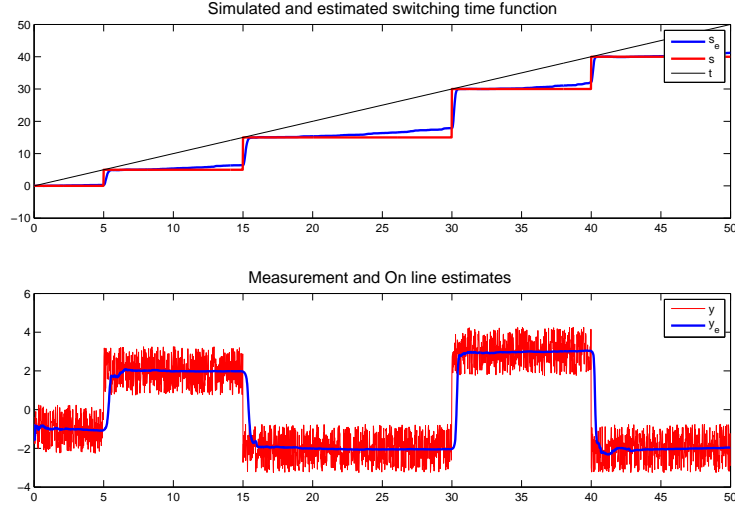 Simulated and estimated switching time function
50
40
30
20
10
0
−10
0 5 10 15 20 25 30 35 40 45 50
s_e
s
t
Measurement and On line estimates
6
4
2
0
−2
−4
0 5 10 15 20 25 30 35 40 45 50
y
y_e